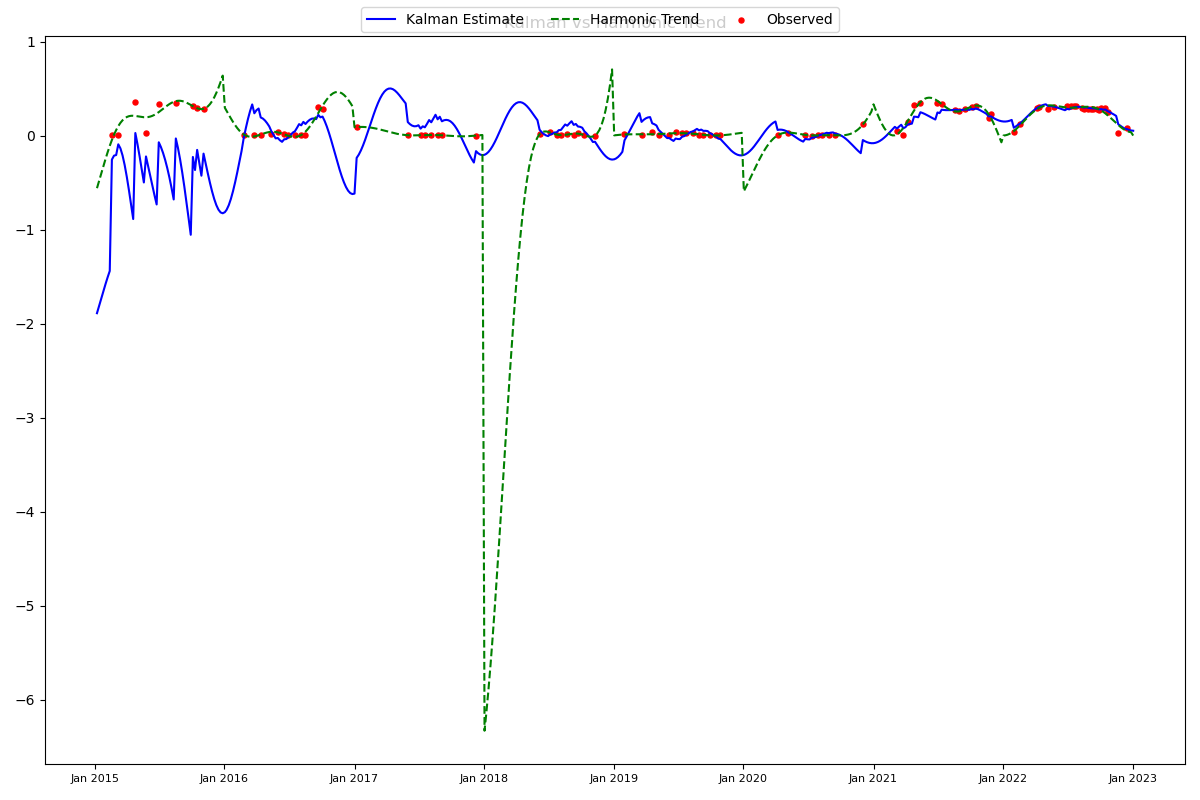 Kalman vs Harmonic Trend
Kalman Estimate Harmonic Trend Observed
1
0
−1
−2
−3
−4
−5
−6
Jan 2015 Jan 2016 Jan 2017 Jan 2018 Jan 2019 Jan 2020 Jan 2021 Jan 2022 Jan 2023